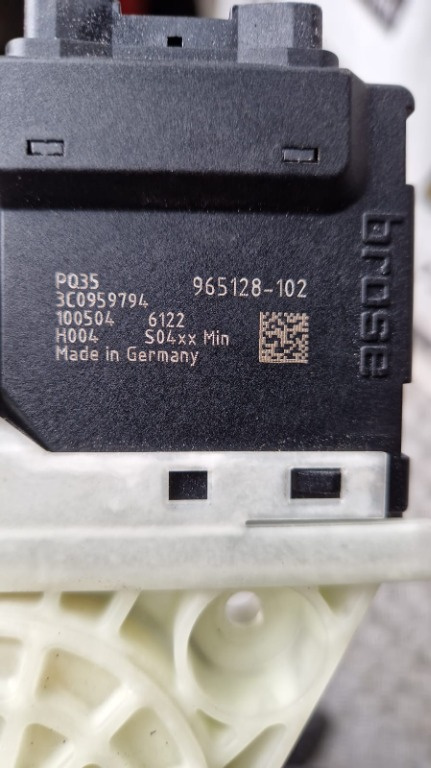 PQ35
3C0959794
965128-102
100504 6122
H004 S04xx Min
Made in Germany
brose